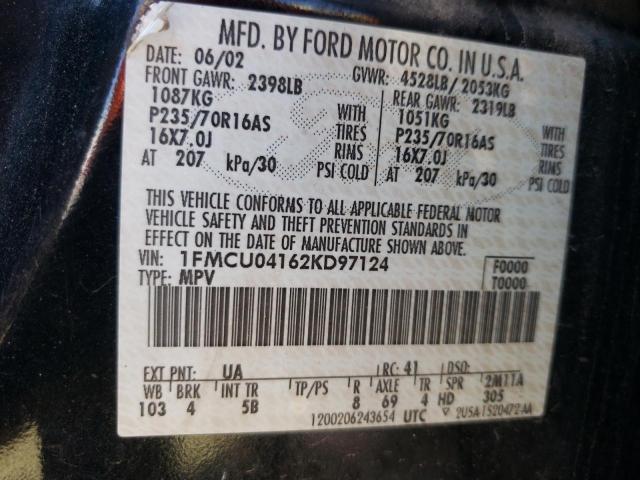 MFD. BY FORD MOTOR CO. IN U.S.A.
DATE: 06/02 GVWR: 4528LB/ 2053KG
FRONT GAWR: 2398LB REAR GAWR: 2319LB
1087KG WITH 1051KG WITH
P235/70R16AS TIRES P235/70R16AS TIRES
16X7.0J RIMS 16X7.0J RIMS
AT 207 kPa/30 PSI COLD AT 207 kPa/30 PSI COLD
THIS VEHICLE CONFORMS TO ALL APPLICABLE FEDERAL MOTOR
VEHICLE SAFETY AND THEFT PREVENTION STANDARDS IN
EFFECT ON THE DATE OF MANUFACTURE SHOWN ABOVE.
VIN: 1FMCU04162KD97124 F0000
TYPE: MPV T0000
EXT PNT: UA RC: 41 DSO:
WB BRK INT TR TP/PS R AXLE TR SPR 2M11A
103 4 5B 8 69 4 HD 305
1200206243654 UTC ▽ 2U5A-1520472-AA